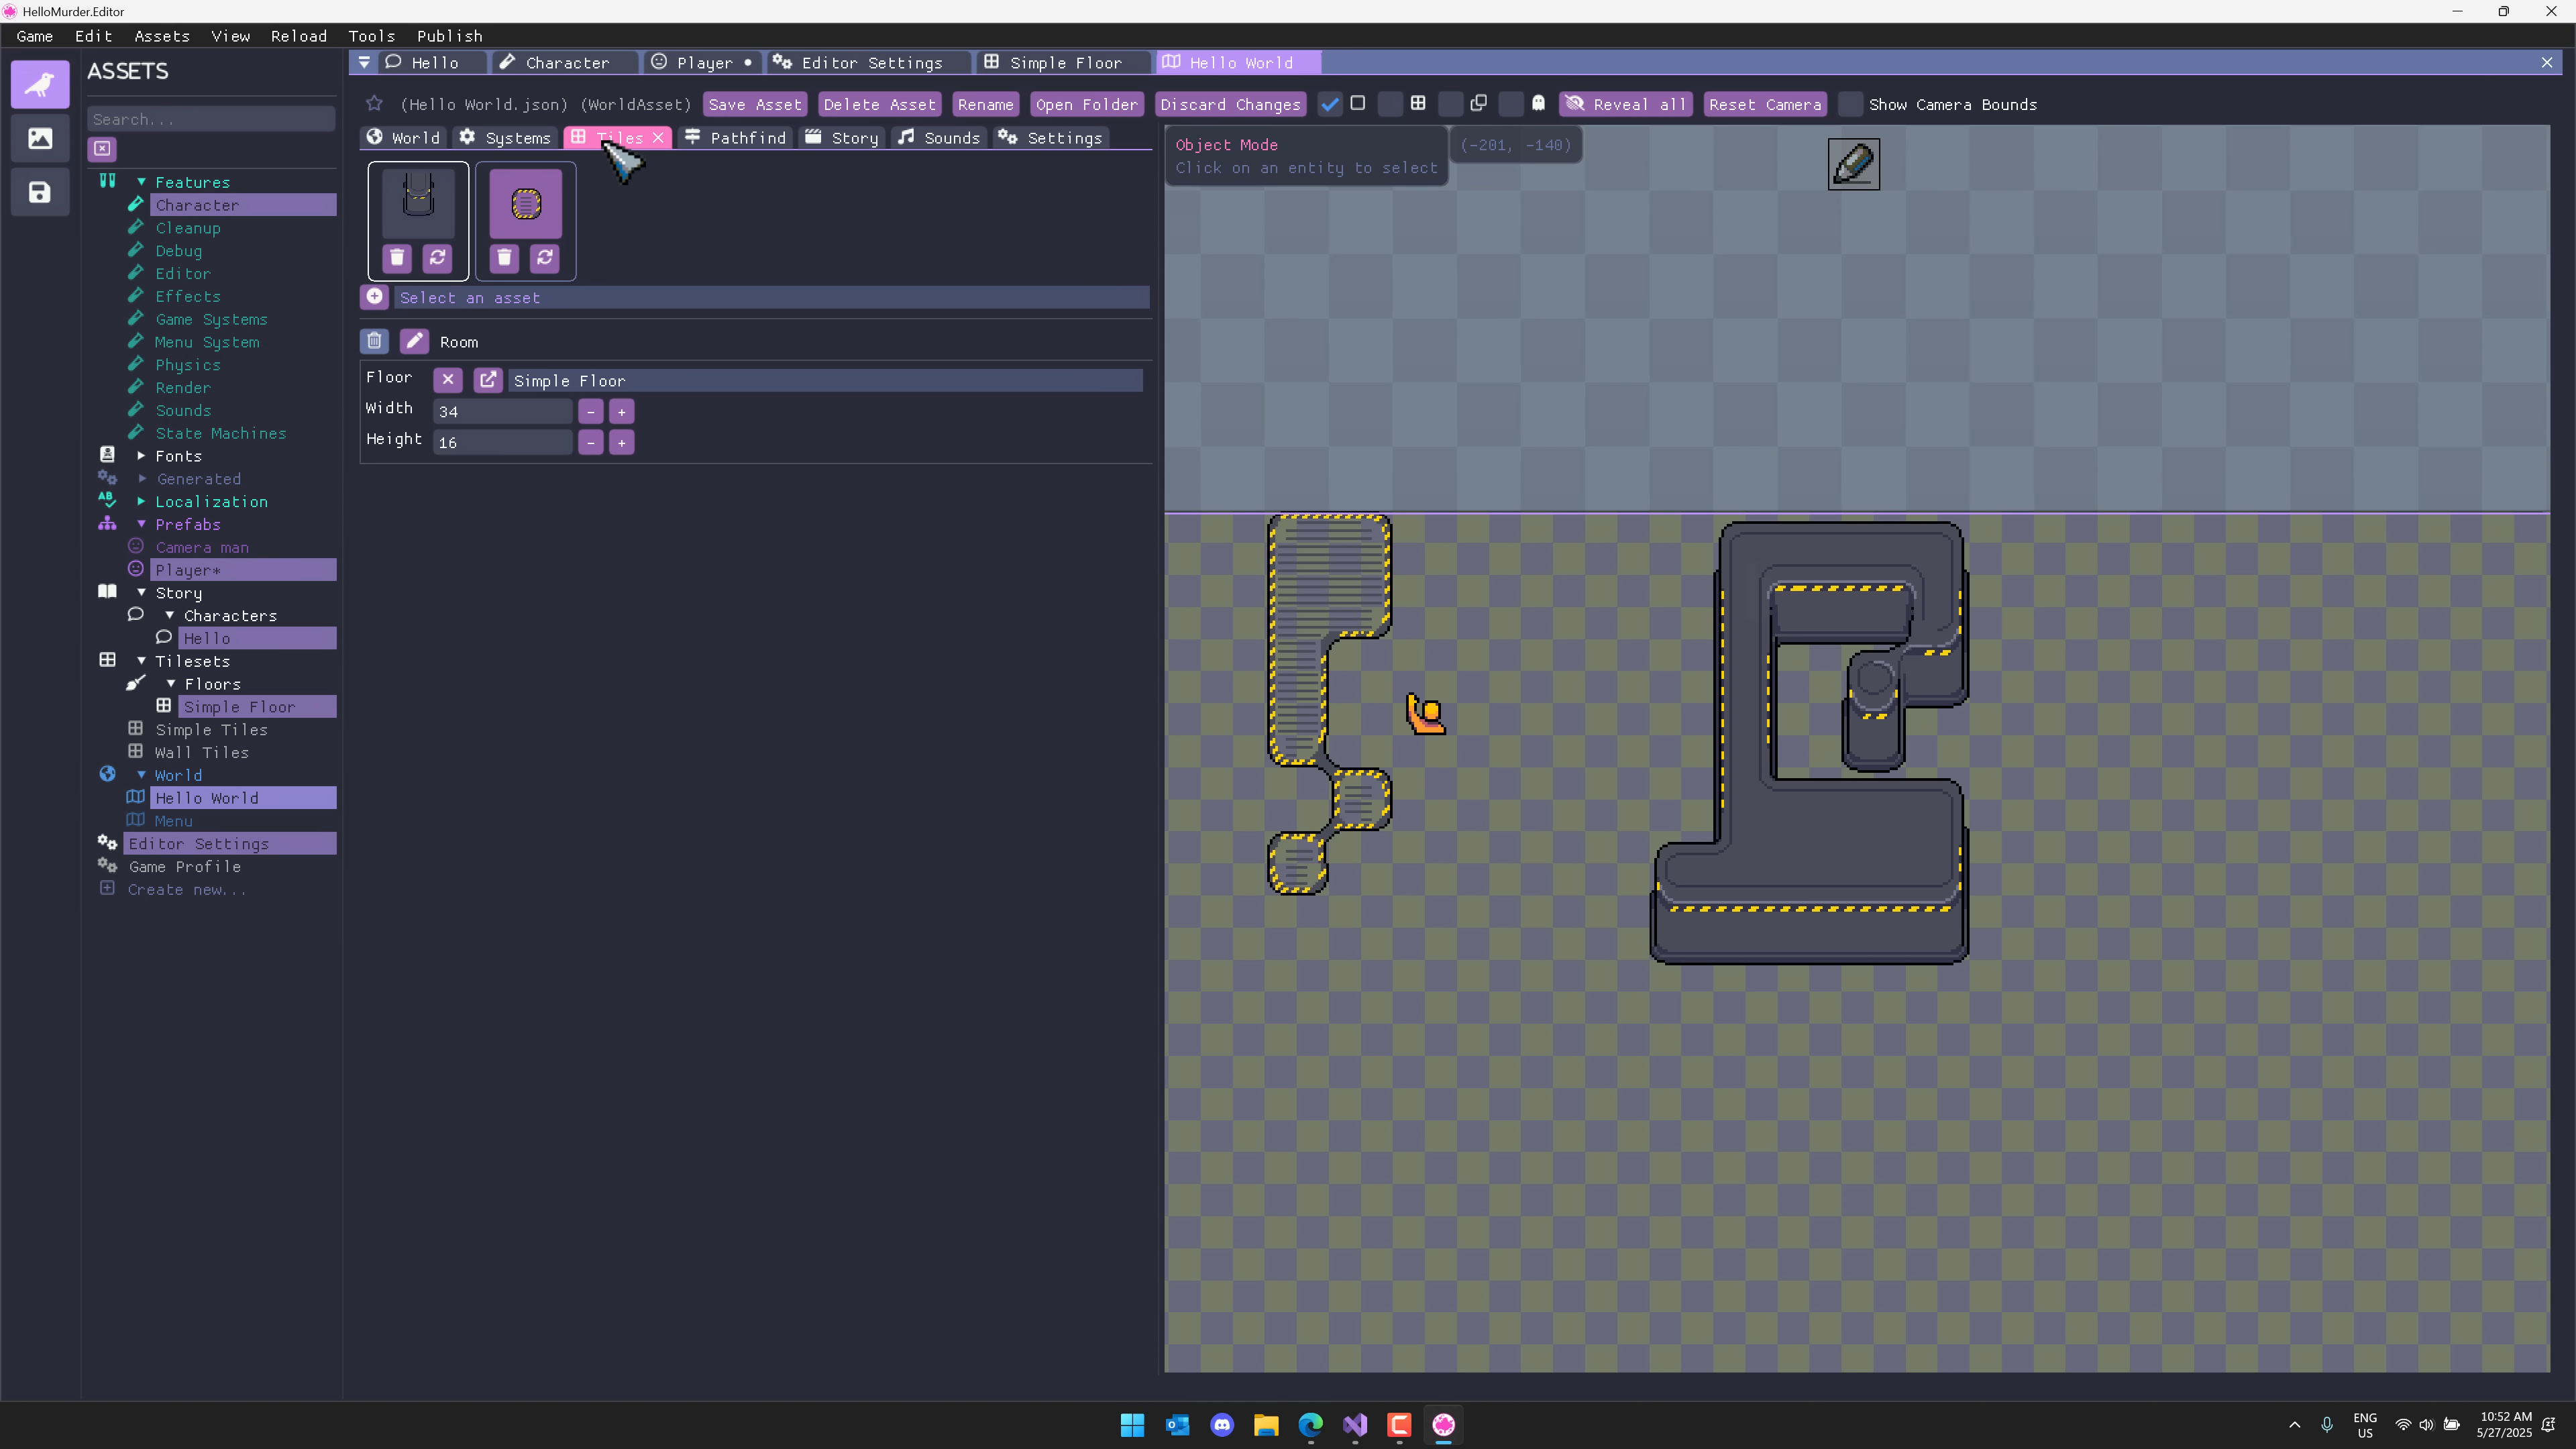 HelloMurder.Editor
Game Edit Assets View Reload Tools Publish
ASSETS
Search...
Features
Character
Cleanup
Debug
Editor
Effects
Game Systems
Menu System
Physics
Render
Sounds
State Machines
Fonts
Generated
Localization
Prefabs
Camera man
Player*
Story
Characters
Hello
Tilesets
Floors
Simple Floor
Simple Tiles
Wall Tiles
World
Hello World
Menu
Editor Settings
Game Profile
Create new...
Hello Character Player Editor Settings Simple Floor Hello World
(Hello World.json) (WorldAsset) Save Asset Delete Asset Rename Open Folder Discard Changes Reveal all Reset Camera Show Camera Bounds
World Systems Tiles Pathfind Story Sounds Settings
Select an asset
Room
Floor Simple Floor
Width 34 - +
Height 16 - +
Object Mode
Click on an entity to select
(-201, -140)
ENG
US
10:52 AM
5/27/2025